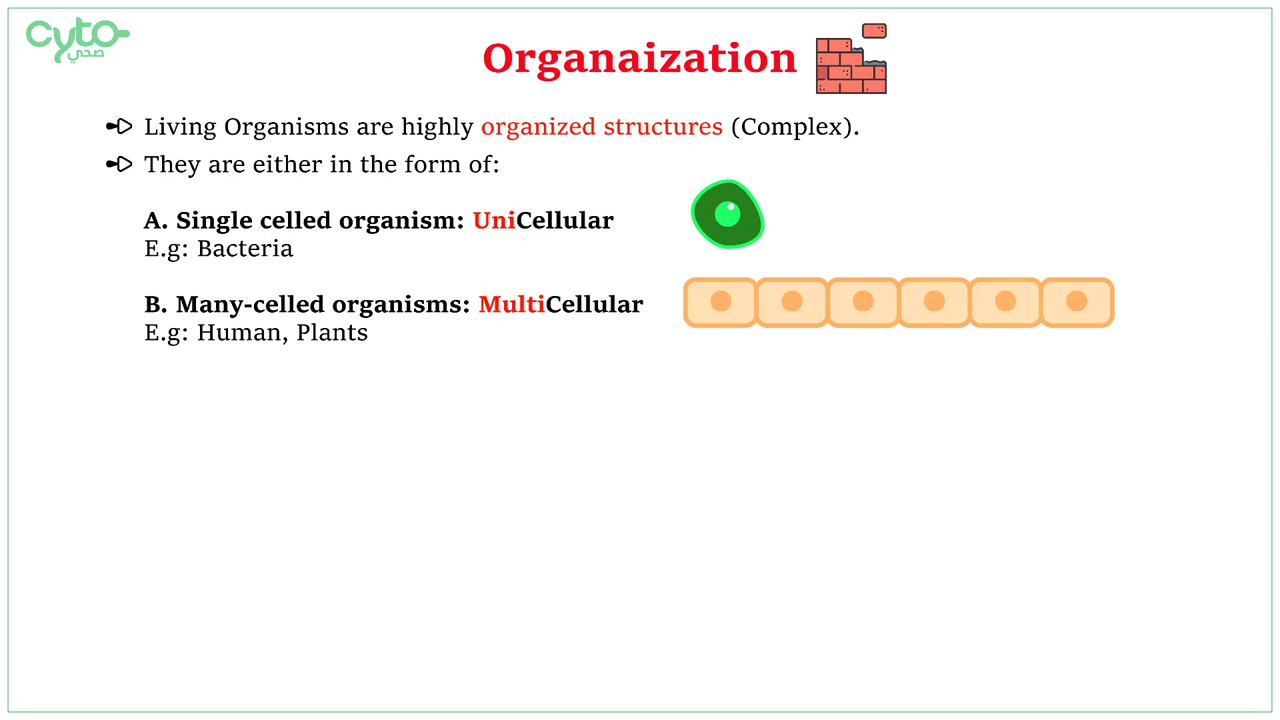 cyto
صحي
Organaization
Living Organisms are highly organized structures (Complex).
They are either in the form of:
A. Single celled organism: UniCellular
E.g: Bacteria
B. Many-celled organisms: MultiCellular
E.g: Human, Plants